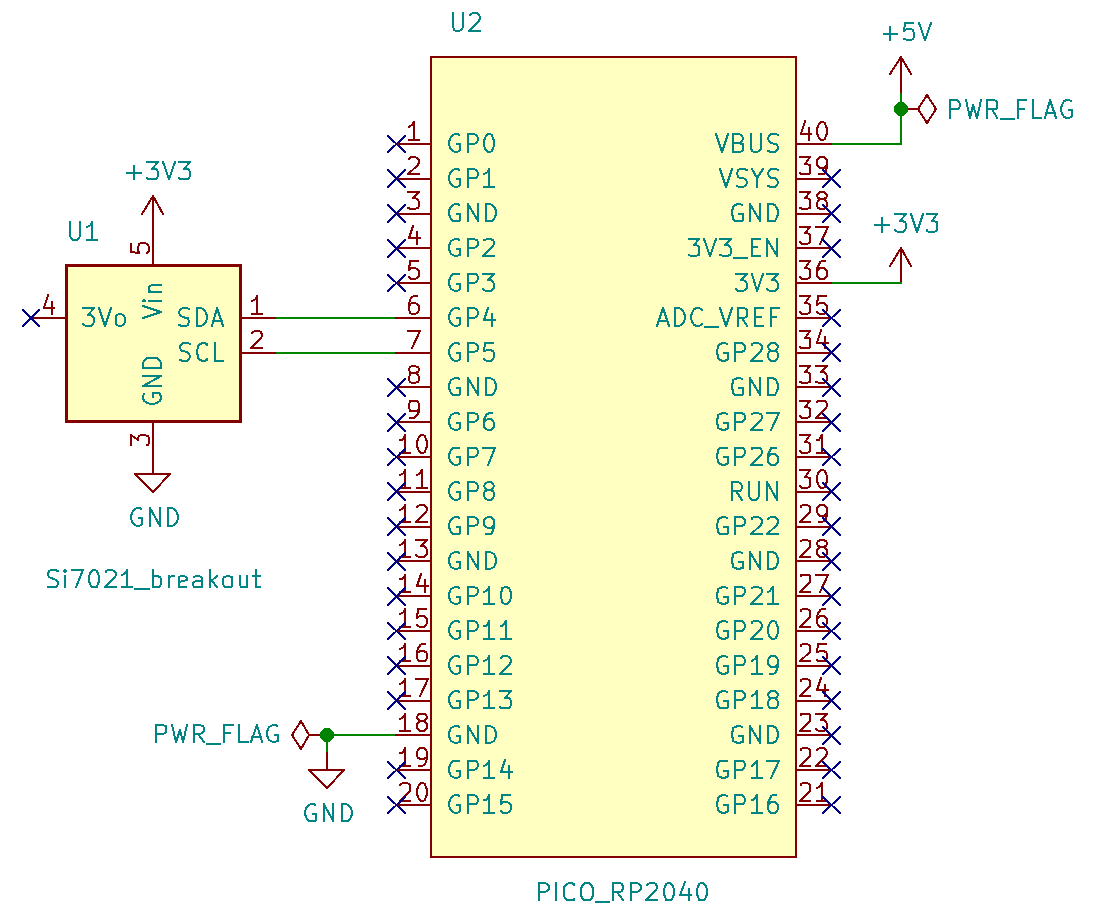 U2
+5V
PWR_FLAG
+3V3
U1
5
4
3Vo
Vin
SDA
1
SCL
2
GND
3
GND
Si7021_breakout
1 GP0 VBUS 40
2 GP1 VSYS 39
3 GND GND 38
4 GP2 3V3_EN 37
+3V3
5 GP3 3V3 36
6 GP4 ADC_VREF 35
7 GP5 GP28 34
8 GND GND 33
9 GP6 GP27 32
10 GP7 GP26 31
11 GP8 RUN 30
12 GP9 GP22 29
13 GND GND 28
14 GP10 GP21 27
15 GP11 GP20 26
16 GP12 GP19 25
17 GP13 GP18 24
PWR_FLAG
18 GND GND 23
19 GP14 GP17 22
20 GP15 GP16 21
GND
PICO_RP2040